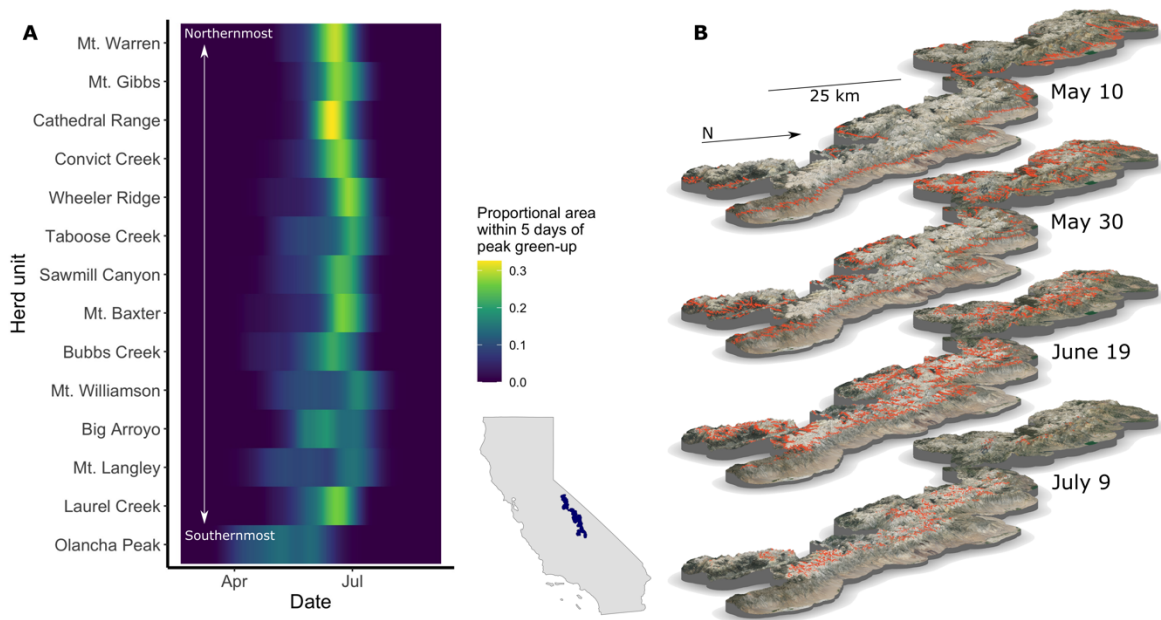 A
Northernmost
Mt. Warren
Mt. Gibbs
Cathedral Range
Convict Creek
Wheeler Ridge
Taboose Creek
Sawmill Canyon
Mt. Baxter
Bubbs Creek
Mt. Williamson
Big Arroyo
Mt. Langley
Laurel Creek
Olancha Peak
Southernmost
Herd unit
Apr
Jul
Date
Proportional area
within 5 days of
peak green-up
0.3
0.2
0.1
0.0
B
25 km
N
May 10
May 30
June 19
July 9